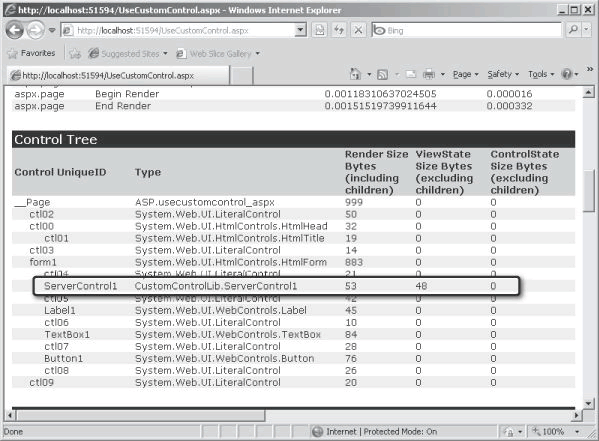 http://localhost:51594/UseCustomControl.aspx - Windows Internet Explorer
http://localhost:51594/UseCustomControl.aspx Bing
Favorites Suggested Sites Web Slice Gallery
http://localhost:51594/UseCustomControl.aspx Page Safety Tools
aspx.page Begin Render 0.00118310637024505 0.000016
aspx.page End Render 0.00151519739911644 0.000332
Control Tree
Control UniqueID Type Render Size Bytes (including children) ViewState Size Bytes (excluding children) ControlState Size Bytes (excluding children)
__Page ASP.usecustomcontrol_aspx 999 0 0
ctl02 System.Web.UI.LiteralControl 50 0 0
ctl00 System.Web.UI.HtmlControls.HtmlHead 32 0 0
ctl01 System.Web.UI.HtmlControls.HtmlTitle 19 0 0
ctl03 System.Web.UI.LiteralControl 14 0 0
form1 System.Web.UI.HtmlControls.HtmlForm 883 0 0
ctl04 System.Web.UI.LiteralControl 21 0 0
ServerControl1 CustomControlLib.ServerControl1 53 48 0
ctl05 System.Web.UI.LiteralControl 42 0 0
Label1 System.Web.UI.WebControls.Label 45 0 0
ctl06 System.Web.UI.LiteralControl 10 0 0
TextBox1 System.Web.UI.WebControls.TextBox 84 0 0
ctl07 System.Web.UI.LiteralControl 28 0 0
Button1 System.Web.UI.WebControls.Button 76 0 0
ctl08 System.Web.UI.LiteralControl 26 0 0
ctl09 System.Web.UI.LiteralControl 20 0 0
Done Internet | Protected Mode: On 100%